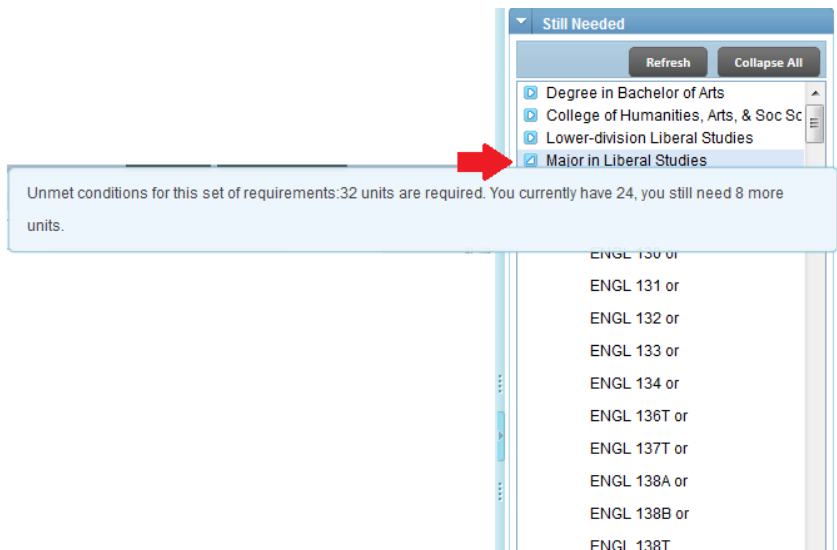 Still Needed
Refresh Collapse All
Degree in Bachelor of Arts
College of Humanities, Arts, & Soc Sc
Lower-division Liberal Studies
Major in Liberal Studies
Unmet conditions for this set of requirements:32 units are required. You currently have 24, you still need 8 more
units.
ENGL 130 or
ENGL 131 or
ENGL 132 or
ENGL 133 or
ENGL 134 or
ENGL 136T or
ENGL 137T or
ENGL 138A or
ENGL 138B or
ENGL 138T